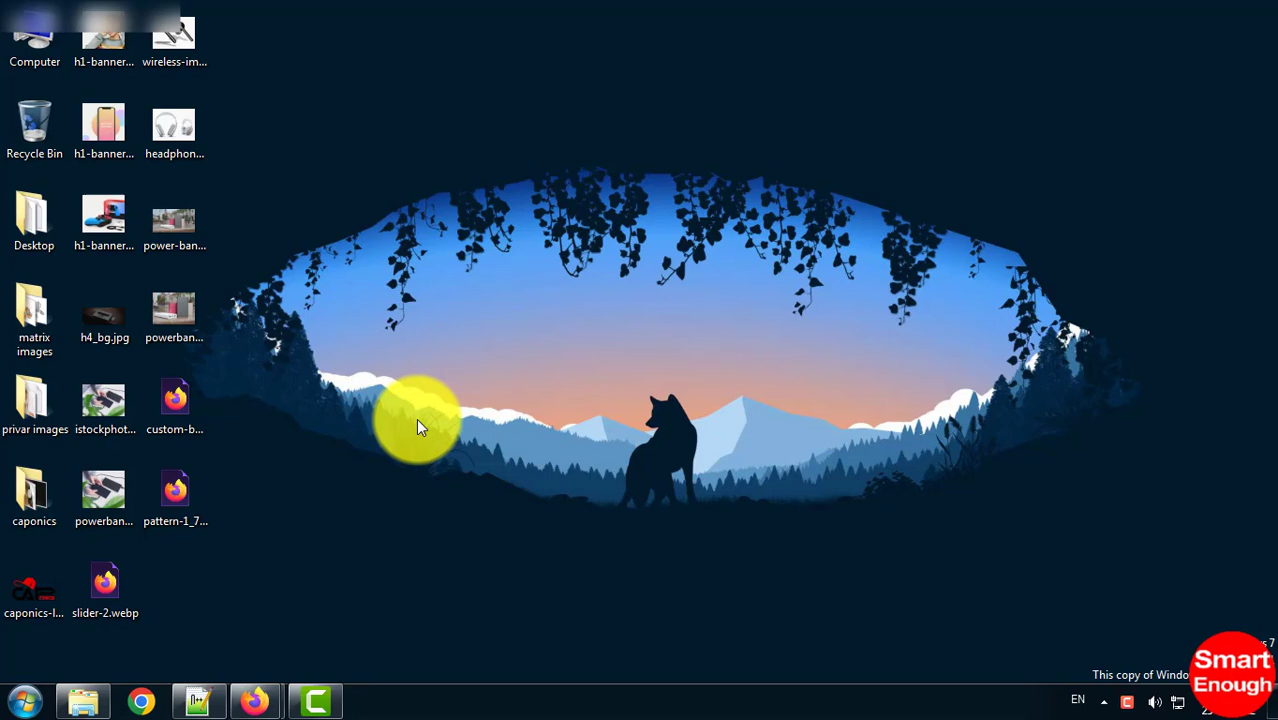 Computer
h1-banner...
wireless-im...
Recycle Bin
h1-banner...
headphon...
Desktop
h1-banner...
power-ban...
matrix
images
h4_bg.jpg
powerban...
privar images
istockphot...
custom-b...
caponics
powerban...
pattern-1_7...
caponics-l...
slider-2.webp
s 7
This copy of Windo
Smart
Enough
n++
EN